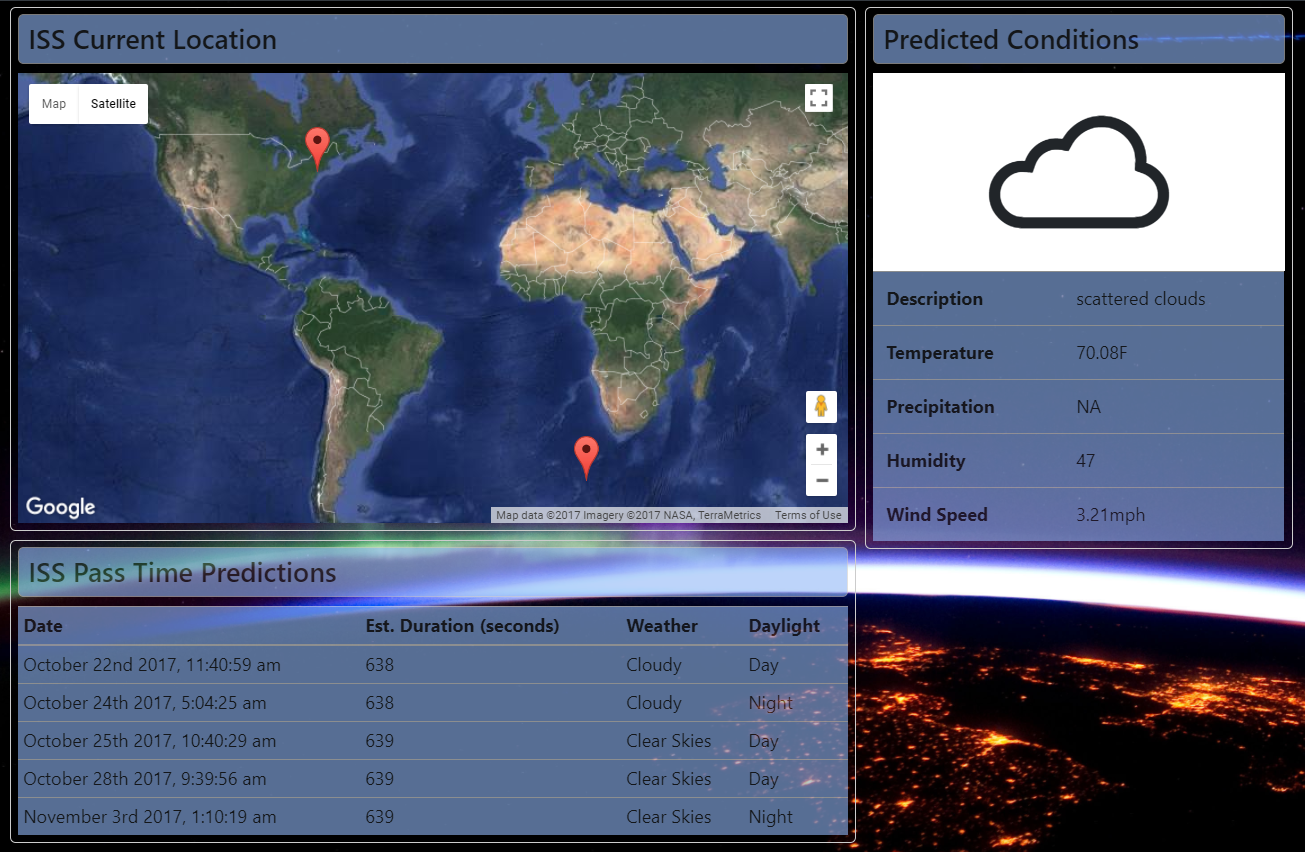 ISS Current Location
Map Satellite
Google
Map data ©2017 Imagery ©2017 NASA, TerraMetrics Terms of Use
Predicted Conditions
Description scattered clouds
Temperature 70.08F
Precipitation NA
Humidity 47
Wind Speed 3.21mph
ISS Pass Time Predictions
Date Est. Duration (seconds) Weather Daylight
October 22nd 2017, 11:40:59 am 638 Cloudy Day
October 24th 2017, 5:04:25 am 638 Cloudy Night
October 25th 2017, 10:40:29 am 639 Clear Skies Day
October 28th 2017, 9:39:56 am 639 Clear Skies Day
November 3rd 2017, 1:10:19 am 639 Clear Skies Night